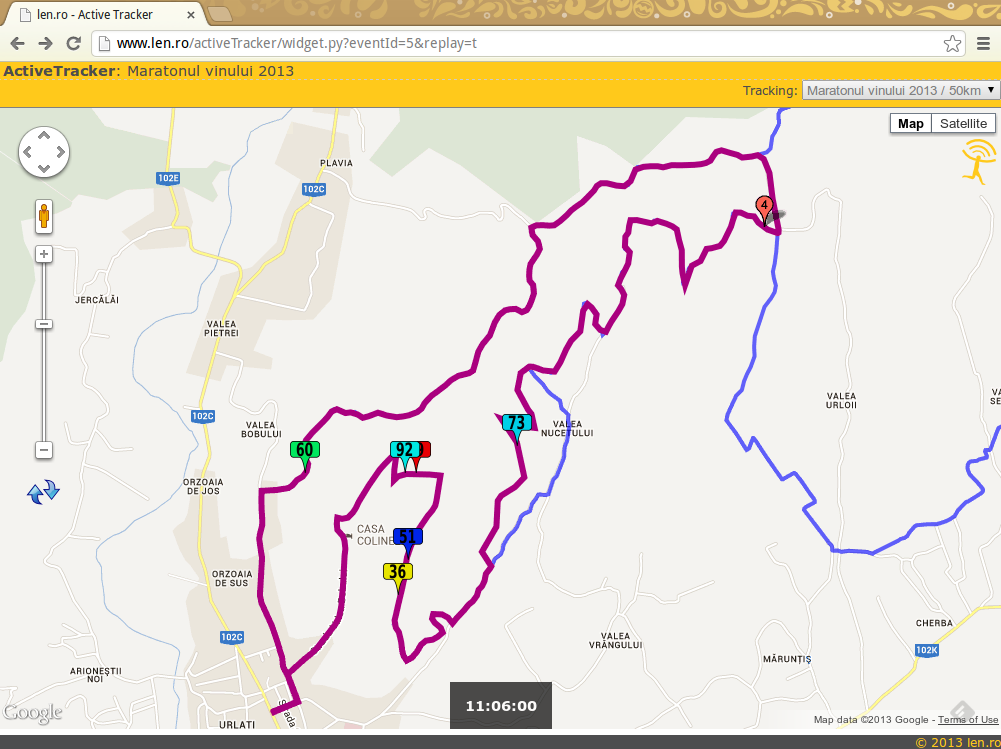 len.ro - Active Tracker
www.len.ro/activeTracker/widget.py?eventId=5&replay=t
ActiveTracker: Maratonul vinului 2013
Tracking: Maratonul vinului 2013 / 50km
Map Satellite
PLAVIA
102E
102C
4
JERCĂLĂI
VALEA
PIETREI
VALEA
URLOII
VA
SE
102C
VALEA
BOBULUI
73
VALEA
NUCETULUI
60
92
ORZOAIA
DE JOS
CASA
COLINE
51
36
ORZOAIA
DE SUS
102C
CHERBA
VALEA
VRÂNGULUI
102K
MĂRUNȚIȘ
ARIONEȘTII
NOI
Strada
11:06:00
Google
URLATI
Map data ©2013 Google - Terms of Use
© 2013 len.ro